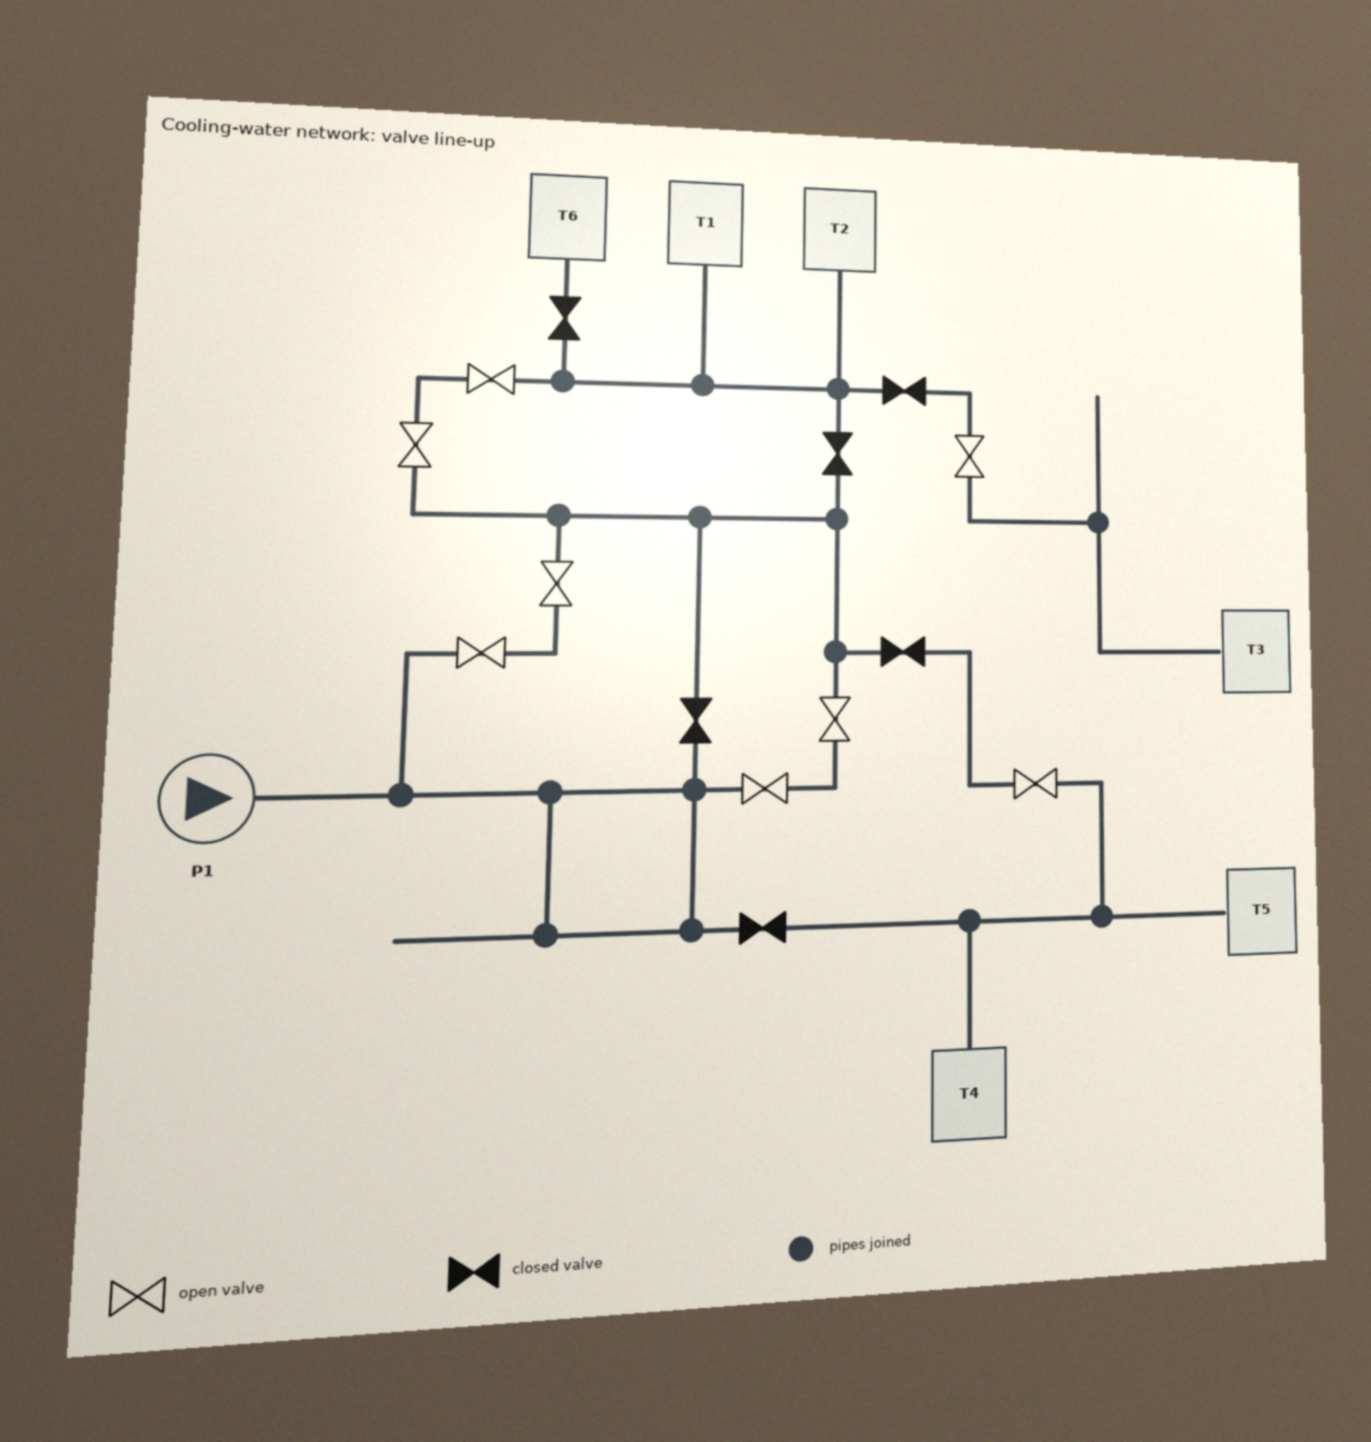 Cooling-water network: valve line-up
T6
T1
T2
T3
P1
T5
T4
open valve
closed valve
pipes joined